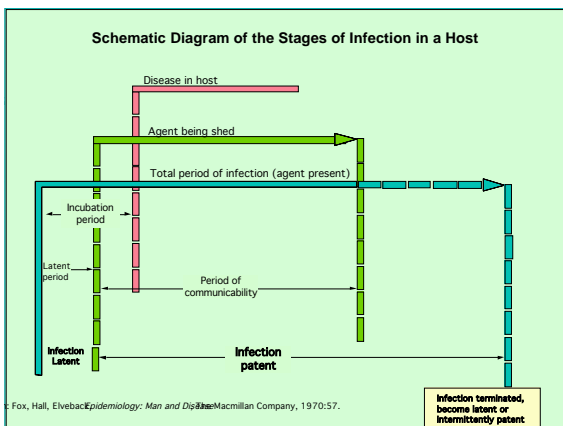 Schematic Diagram of the Stages of Infection in a Host
Disease in host
Agent being shed
Total period of infection (agent present)
Incubation
period
Latent
period
Period of
communicability
Infection
Latent
Infection
patent
: Fox, Hall, Elveback Epidemiology: Man and Disease The Macmillan Company, 1970:57.
Infection terminated,
become latent or
intermittently patent